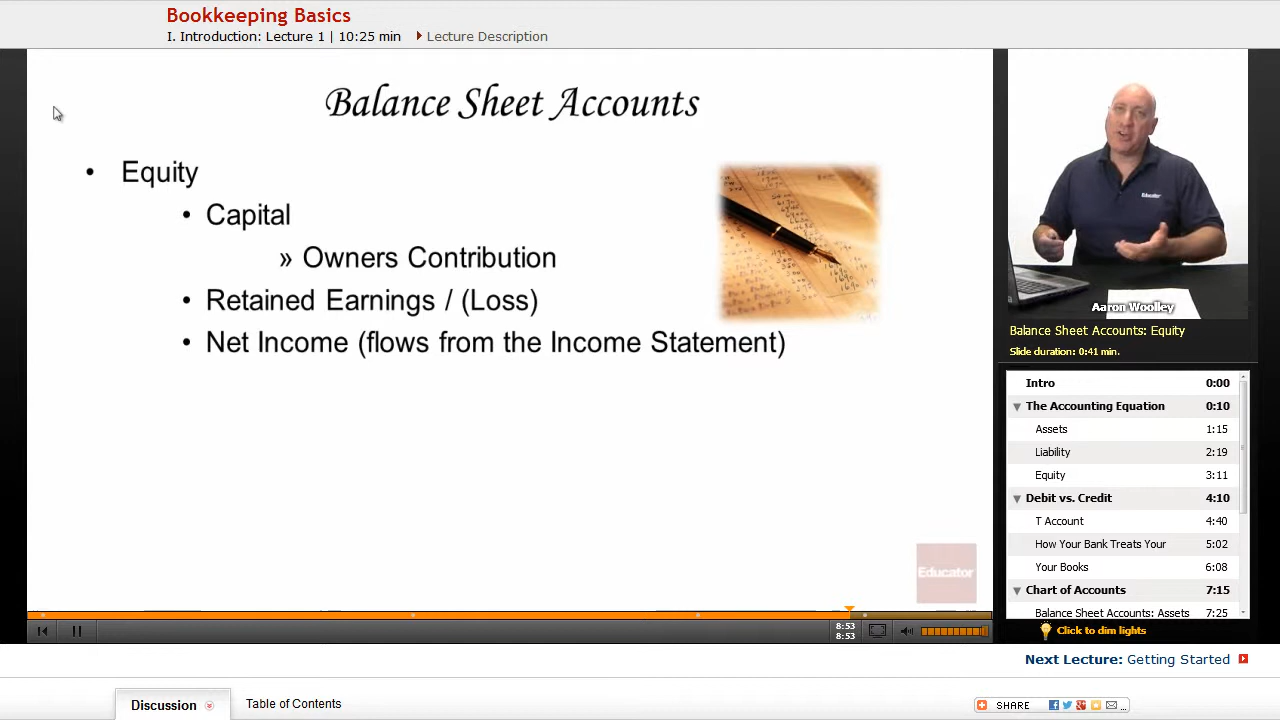 Bookkeeping Basics
I. Introduction: Lecture 1 | 10:25 min
Lecture Description
Balance Sheet Accounts
• Equity
• Capital
» Owners Contribution
• Retained Earnings / (Loss)
• Net Income (flows from the Income Statement)
Educator
Educator
Aaron Woolley
Balance Sheet Accounts: Equity
Slide duration: 0:41 min.
Intro 0:00
The Accounting Equation 0:10
Assets 1:15
Liability 2:19
Equity 3:11
Debit vs. Credit 4:10
T Account 4:40
How Your Bank Treats Your 5:02
Your Books 6:08
Chart of Accounts 7:15
Balance Sheet Accounts: Assets 7:25
8:53
8:53
Click to dim lights
Next Lecture: Getting Started
Discussion
Table of Contents
SHARE